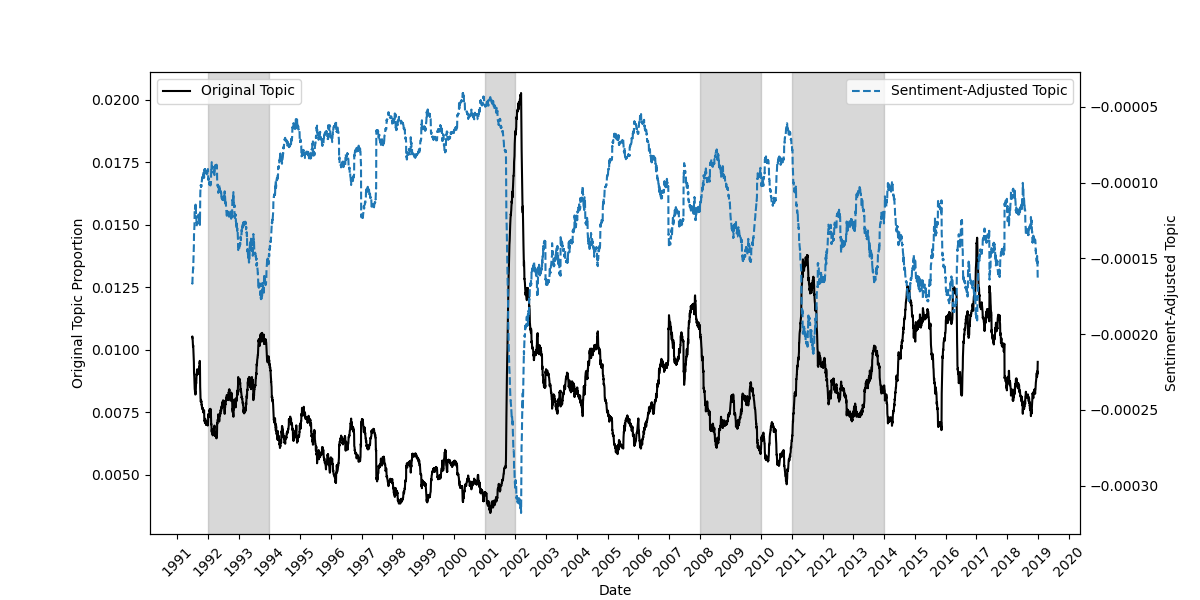 Original Topic
Sentiment-Adjusted Topic
0.0200
0.0175
0.0150
0.0125
0.0100
0.0075
0.0050
Original Topic Proportion
−0.00005
−0.00010
−0.00015
−0.00020
−0.00025
−0.00030
Sentiment-Adjusted Topic
1991 1992 1993 1994 1995 1996 1997 1998 1999 2000 2001 2002 2003 2004 2005 2006 2007 2008 2009 2010 2011 2012 2013 2014 2015 2016 2017 2018 2019 2020
Date